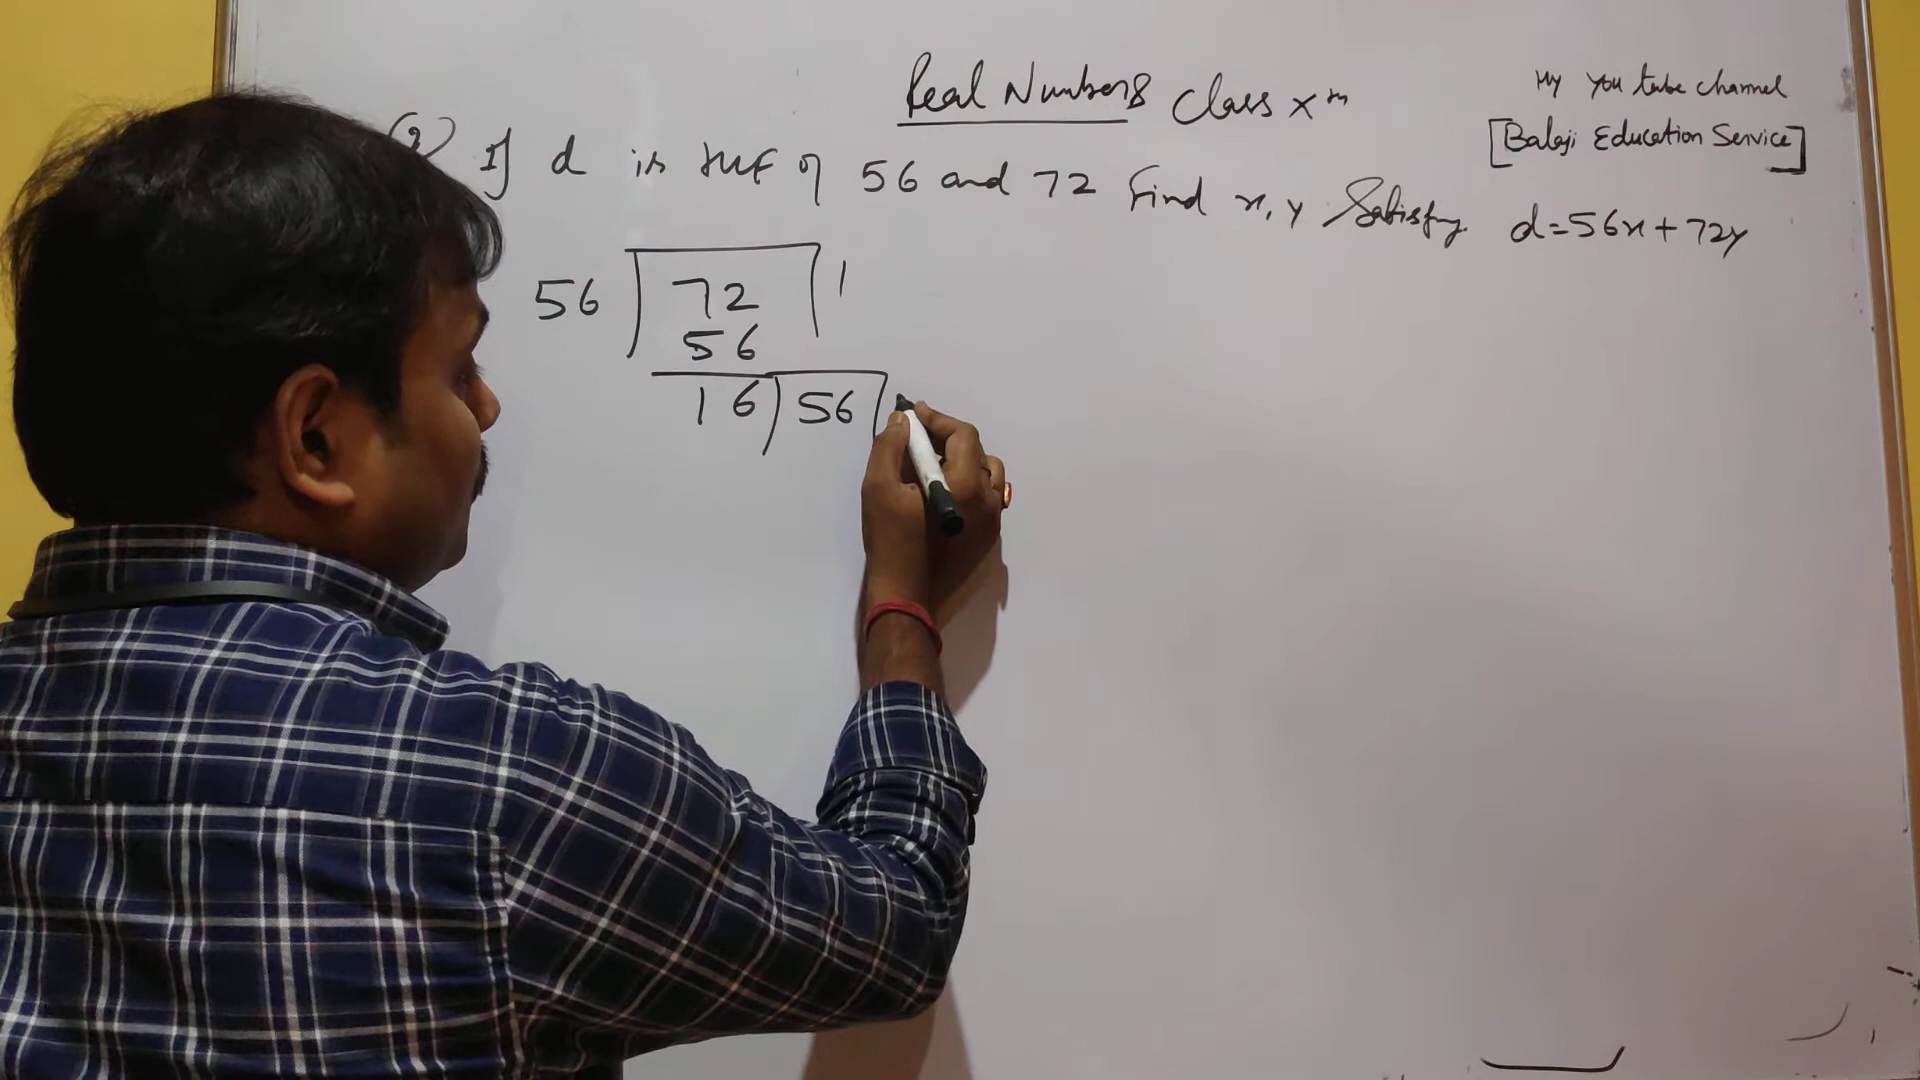 Real Numbers Class Xth
My You tube channel
[Balaji Education Service]
If d is HCF of 56 and 72 Find x, y Satisfying d=56x+72y
56 72 1
56
16 56